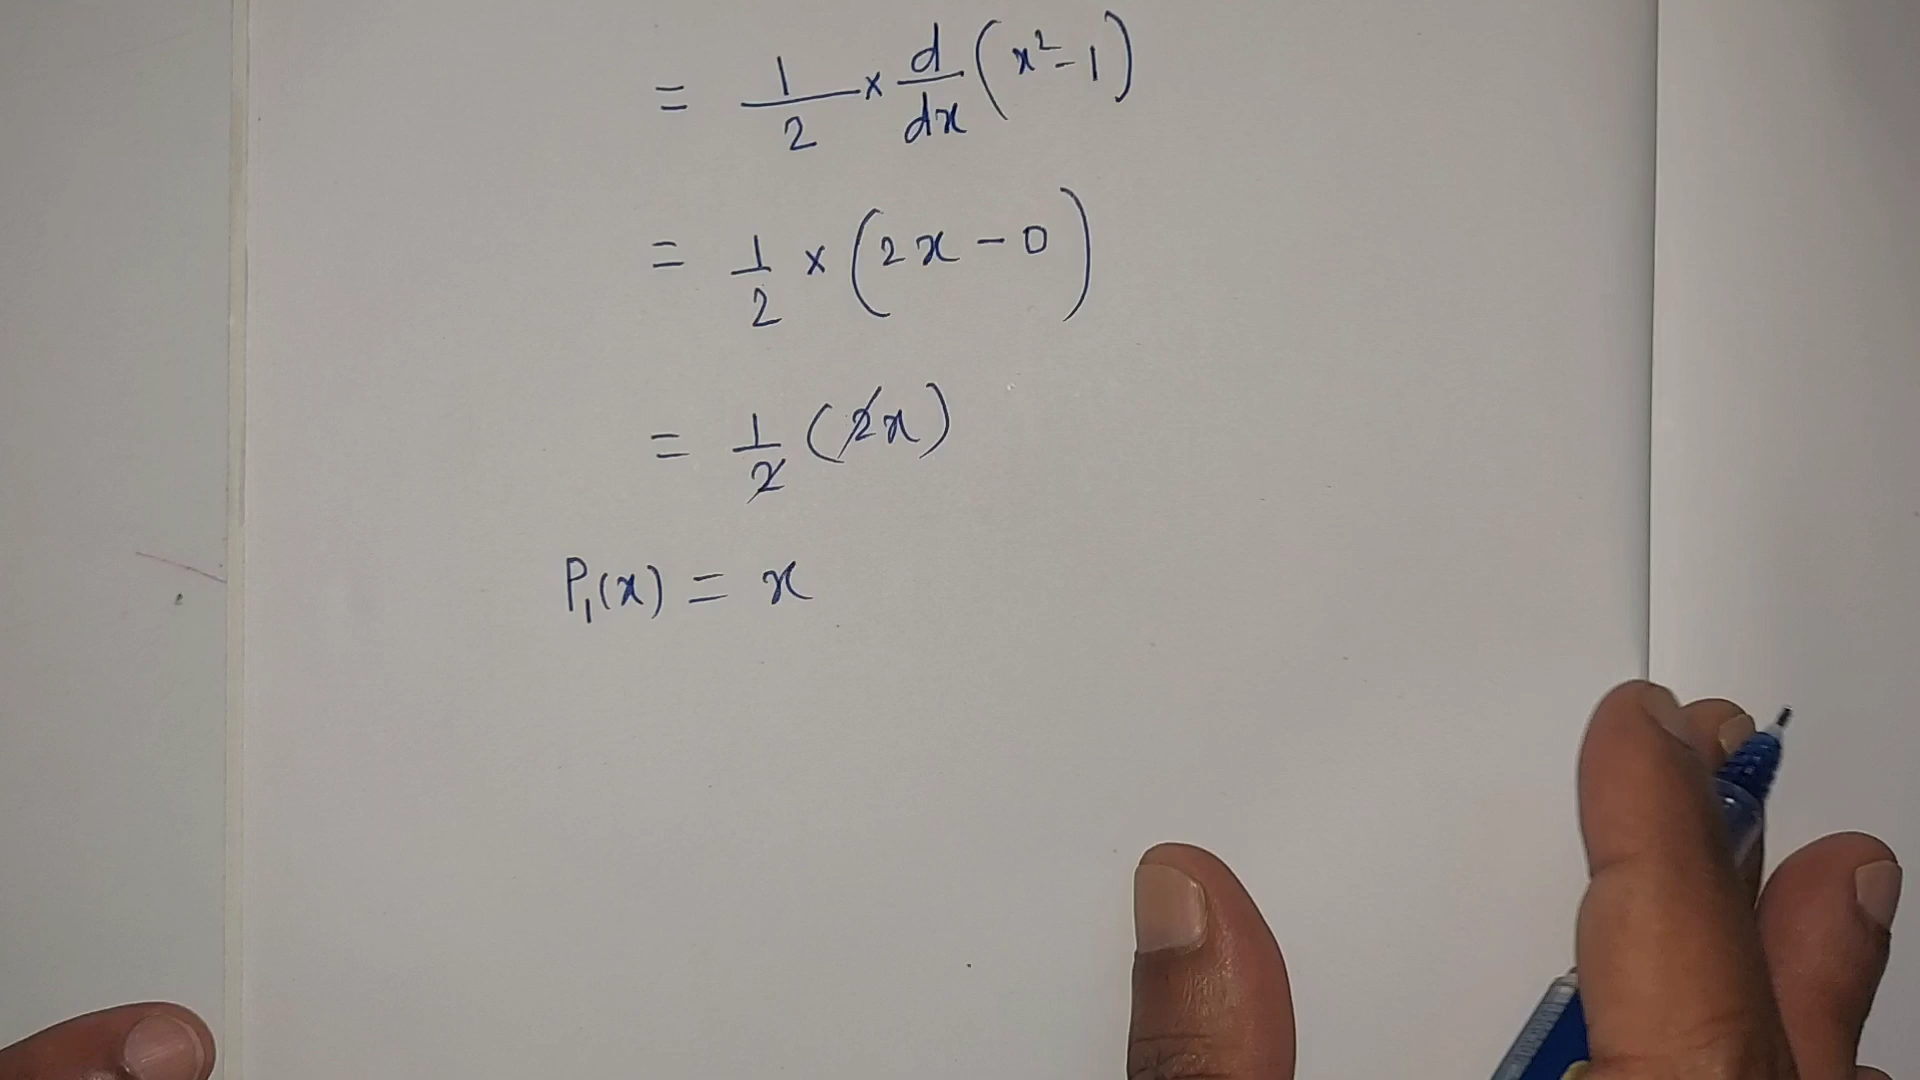 = 1/2 × d/dx (x² - 1)
= 1/2 × (2x - 0)
= 1/2 (2x)
P₁(x) = x